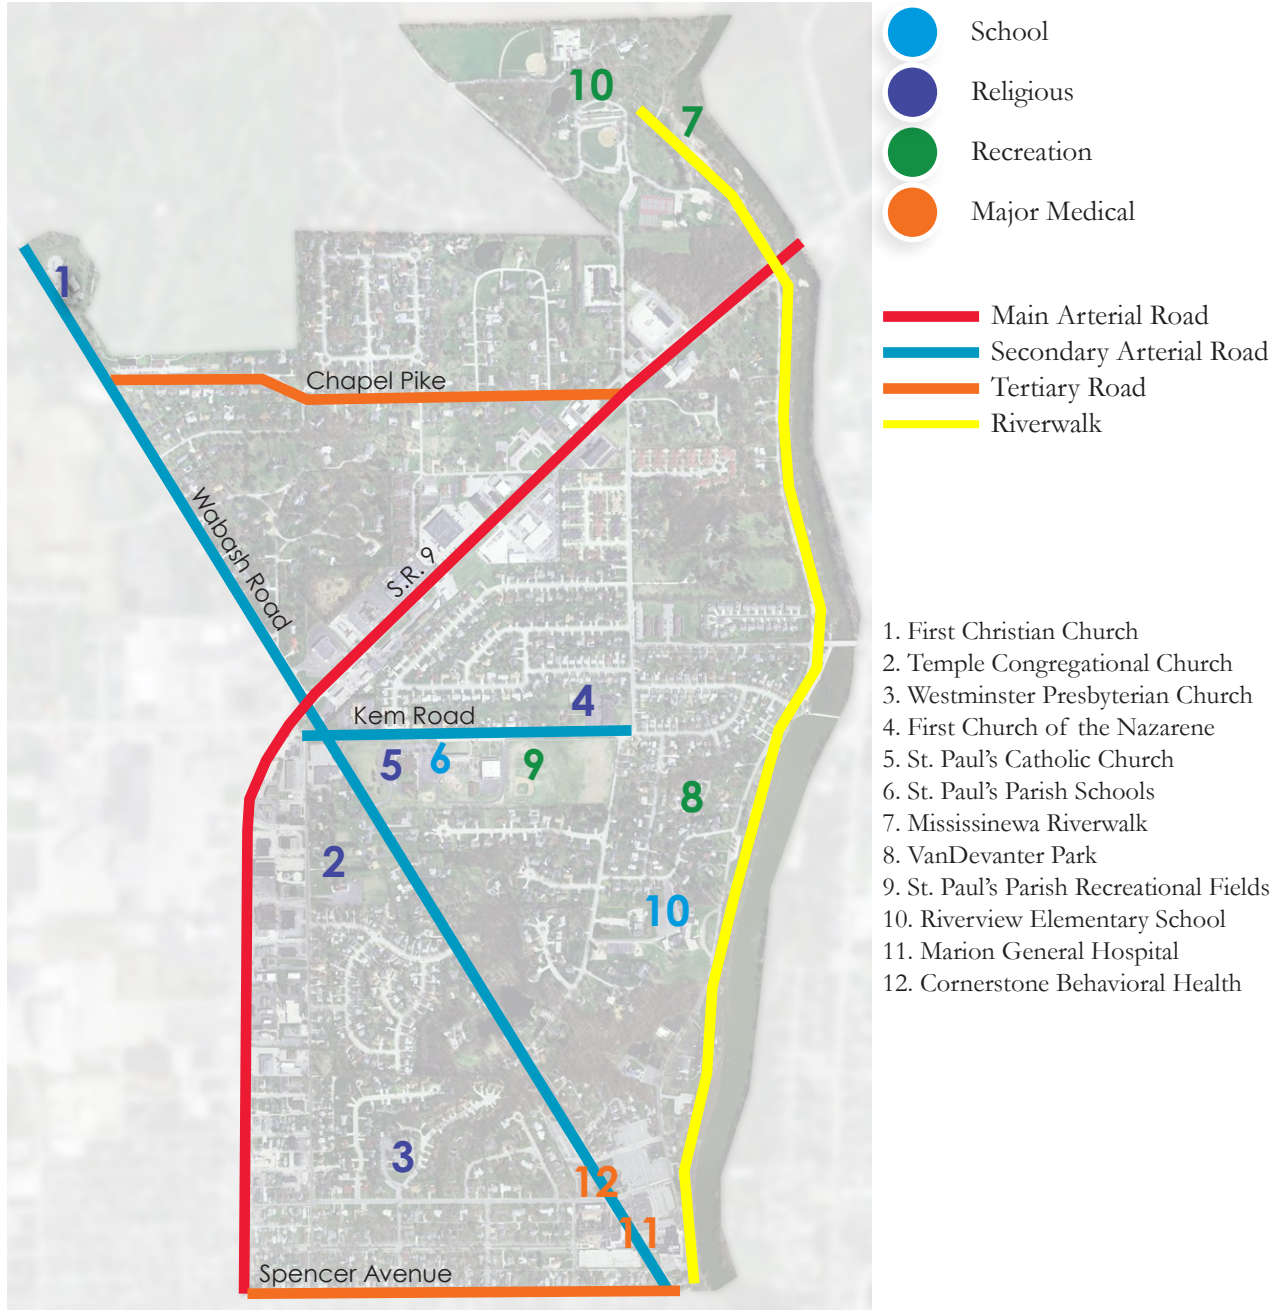 School
Religious
Recreation
Major Medical
Main Arterial Road
Secondary Arterial Road
Tertiary Road
Riverwalk
10
7
1
Chapel Pike
Wabash Road
S.R. 9
4
Kem Road
5
6
9
8
2
10
3
12
11
Spencer Avenue
1. First Christian Church
2. Temple Congregational Church
3. Westminster Presbyterian Church
4. First Church of the Nazarene
5. St. Paul's Catholic Church
6. St. Paul's Parish Schools
7. Mississinewa Riverwalk
8. VanDevanter Park
9. St. Paul's Parish Recreational Fields
10. Riverview Elementary School
11. Marion General Hospital
12. Cornerstone Behavioral Health